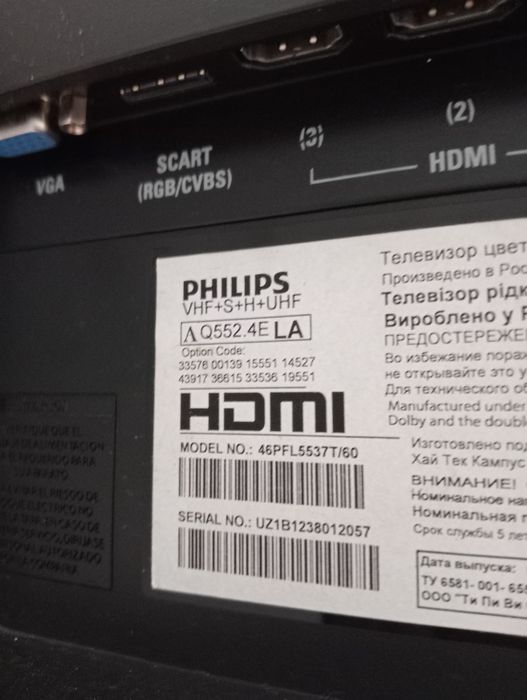 (3)
(2)
VGA
SCART
(RGB/CVBS)
HDMI
PHILIPS
VHF+S+H+UHF
Q552.4E LA
Option Code:
33576 00139 15551 14527
43917 36615 33536 19551
HDMI
MODEL NO.: 46PFL5537T/60
SERIAL NO.: UZ1B1238012057
Телевизор цвет
Произведено в Рос
Телевізор рідк
Вироблено у Р
ПРЕДОСТЕРЕЖЕ
Во избежание пораж
не открывайте это у
Для технического об
Manufactured under
Dolby and the double
Изготовлено под
Хай Тек Кампус
ВНИМАНИЕ!
Номинальное на
Номинальная
Срок службы 5 лет
Дата выпуска:
ТУ 6581- 001- 65
ООО "Ти Пи Ви